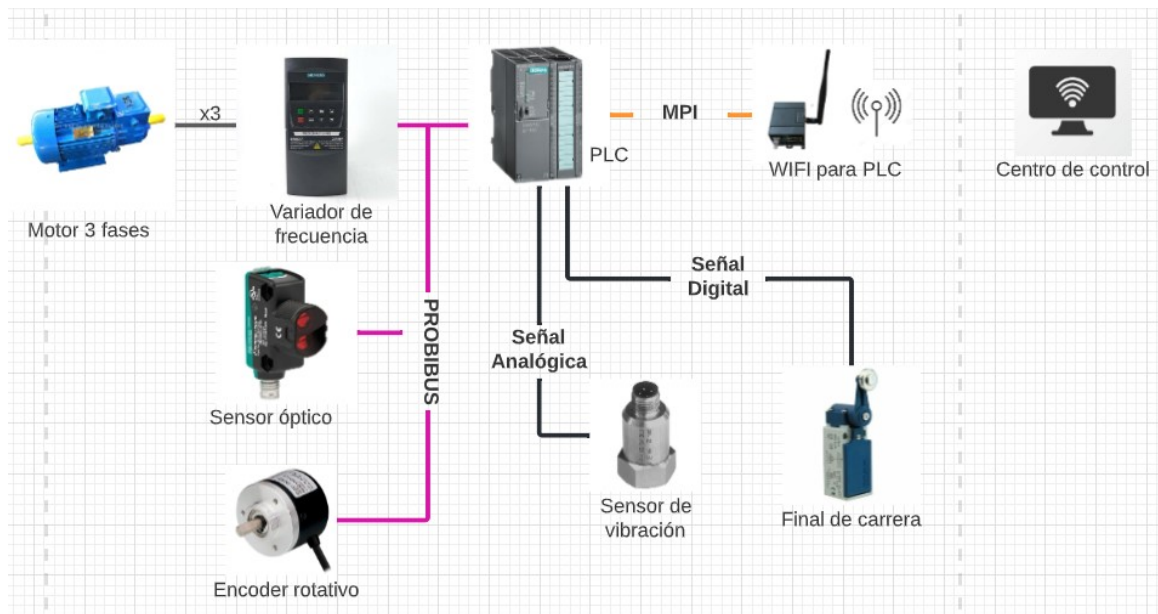 x3
MPI
PLC
WIFI para PLC
Centro de control
Motor 3 fases
Variador de
frecuencia
SIEMENS
Señal
Digital
PROBIBUS
Señal
Analógica
Sensor óptico
Sensor de
vibración
Final de carrera
Encoder rotativo